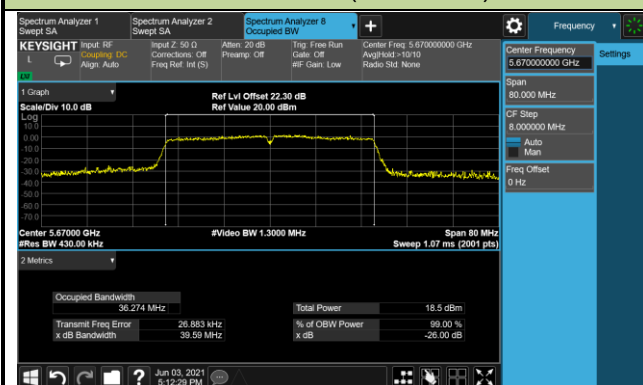 Spectrum Analyzer 1
Swept SA
Spectrum Analyzer 2
Swept SA
Spectrum Analyzer 8
Occupied BW
+
Frequency
KEYSIGHT
L
Input: RF
Coupling: DC
Align: Auto
Input Z: 50 Ω
Corrections: Off
Freq Ref: Int (S)
Atten: 20 dB
Preamp: Off
Trig: Free Run
Gate: Off
#IF Gain: Low
Center Freq: 5.670000000 GHz
Avg|Hold:>10/10
Radio Std: None
Center Frequency
5.670000000 GHz
Settings
Span
80.000 MHz
CF Step
8.000000 MHz
Auto
Man
Freq Offset
0 Hz
1 Graph
Scale/Div 10.0 dB
Ref Lvl Offset 22.30 dB
Ref Value 20.00 dBm
Log
10.0
0.00
-10.0
-20.0
-30.0
-40.0
-50.0
-60.0
-70.0
Center 5.67000 GHz
#Res BW 430.00 kHz
#Video BW 1.3000 MHz
Span 80 MHz
Sweep 1.07 ms (2001 pts)
2 Metrics
Occupied Bandwidth
36.274 MHz
Total Power 18.5 dBm
Transmit Freq Error 26.883 kHz
% of OBW Power 99.00 %
x dB Bandwidth 39.59 MHz
x dB -26.00 dB
Jun 03, 2021
5:12:29 PM